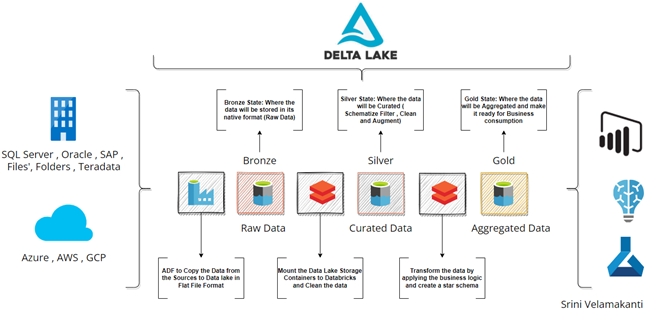 DELTA LAKE
Bronze State: Where the
data will be stored in its
native format (Raw Data)
Silver State: Where the data
will be Curated (
Schematize Filter , Clean
and Augment)
Gold State: Where the data
will be Aggregated and make
it ready for Business
consumption
SQL Server , Oracle , SAP ,
Files', Folders , Teradata
Bronze
Silver
Gold
Raw Data
Curated Data
Aggregated Data
Azure , AWS , GCP
ADF to Copy the Data from
the Sources to Data lake in
Flat File Format
Mount the Data Lake Storage
Containers to Databricks
and Clean the data
Transform the data by
applying the business logic
and create a star schema
Srini Velamakanti